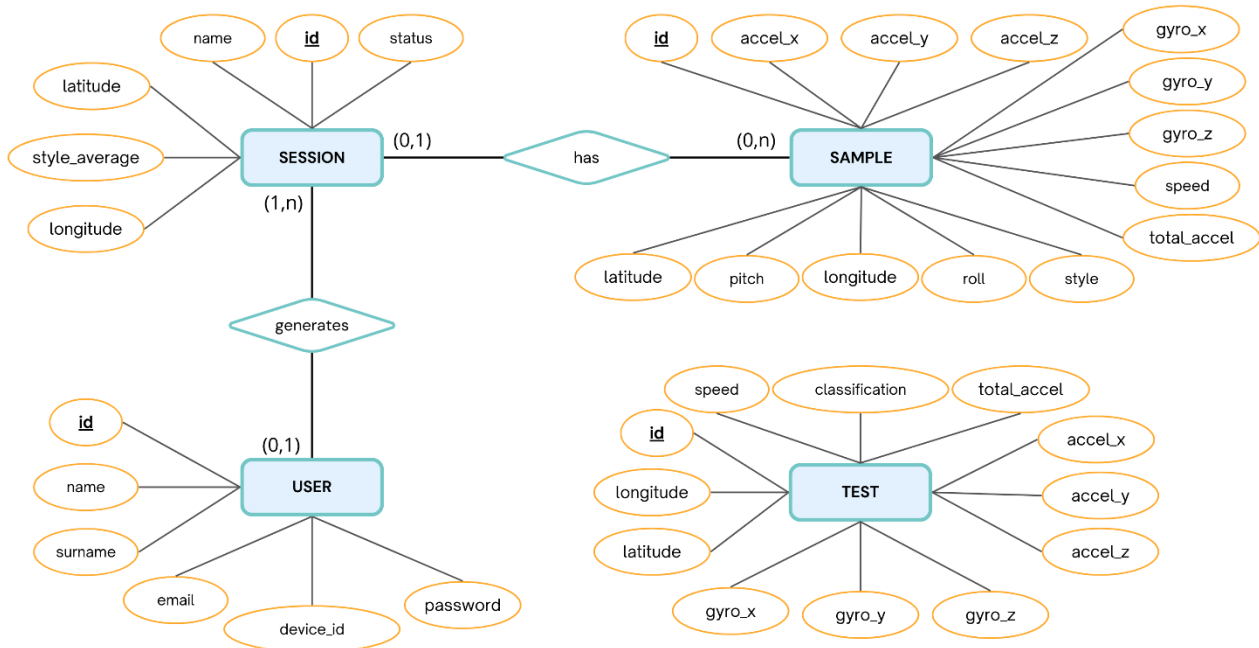 name
id
status
latitude
style_average
longitude
SESSION
(0,1)
(1,n)
has
(0,n)
SAMPLE
id
accel_x
accel_y
accel_z
gyro_x
gyro_y
gyro_z
speed
total_accel
latitude
pitch
longitude
roll
style
generates
(0,1)
USER
id
name
surname
email
device_id
password
speed
classification
total_accel
id
longitude
latitude
TEST
accel_x
accel_y
accel_z
gyro_x
gyro_y
gyro_z